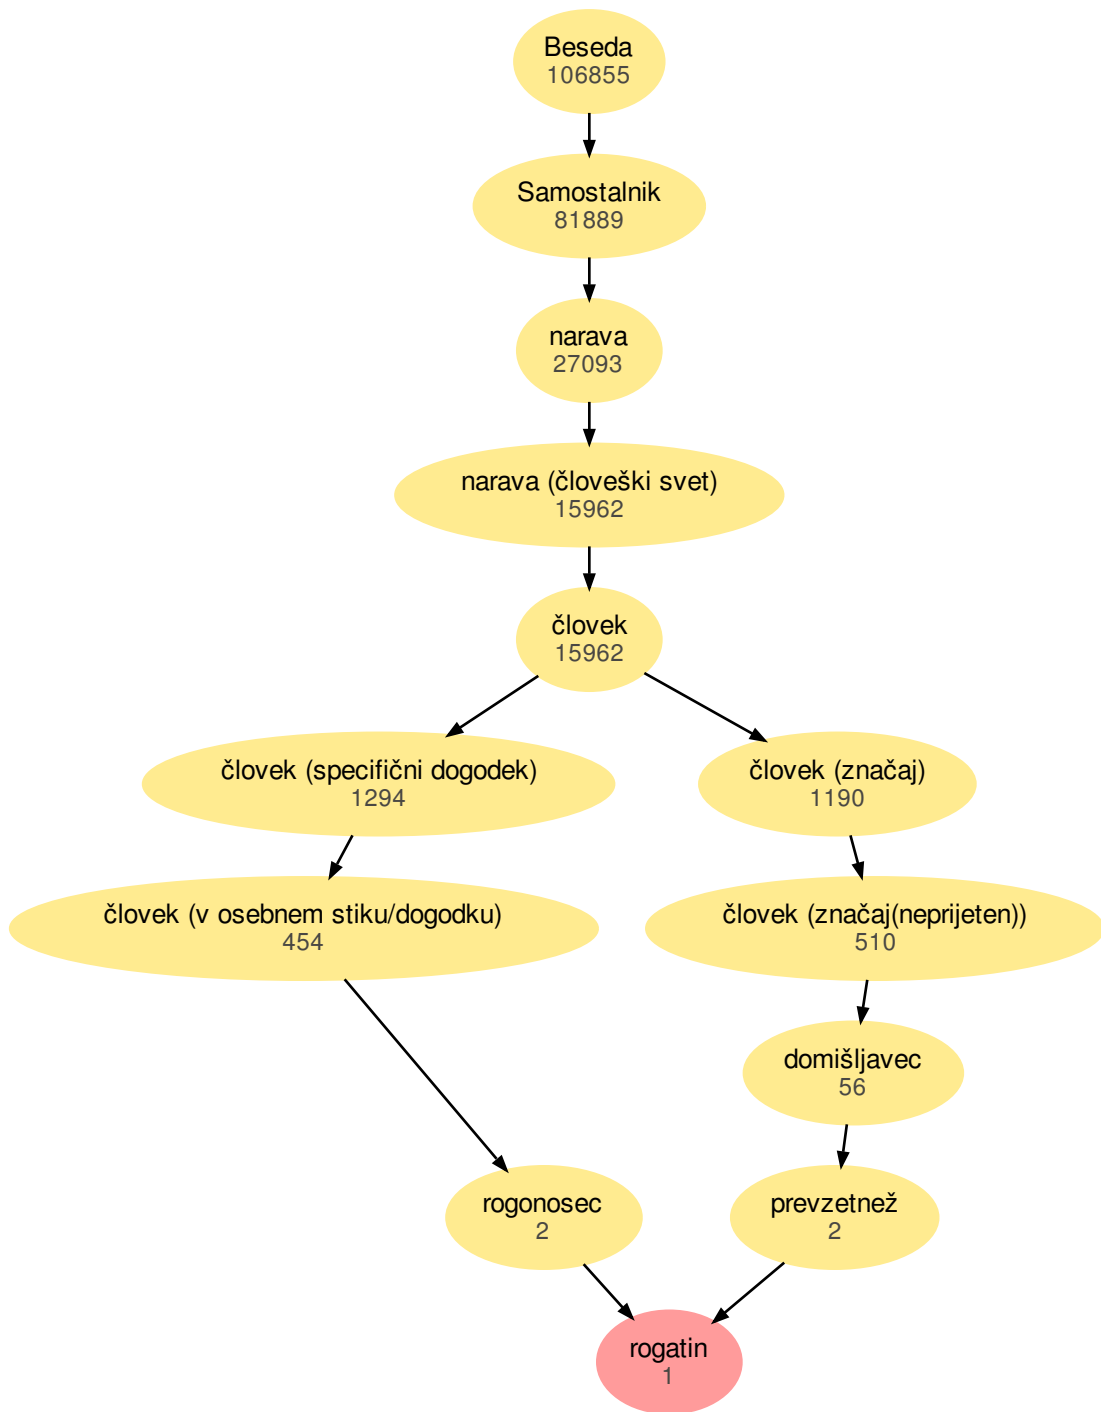 Beseda
106855
Samostalnik
81889
narava
27093
narava (človeški svet)
15962
človek
15962
človek (specifični dogodek)
1294
človek (značaj)
1190
človek (v osebnem stiku/dogodku)
454
človek (značaj(neprijeten))
510
domišljavec
56
rogonosec
2
prevzetnež
2
rogatin
1